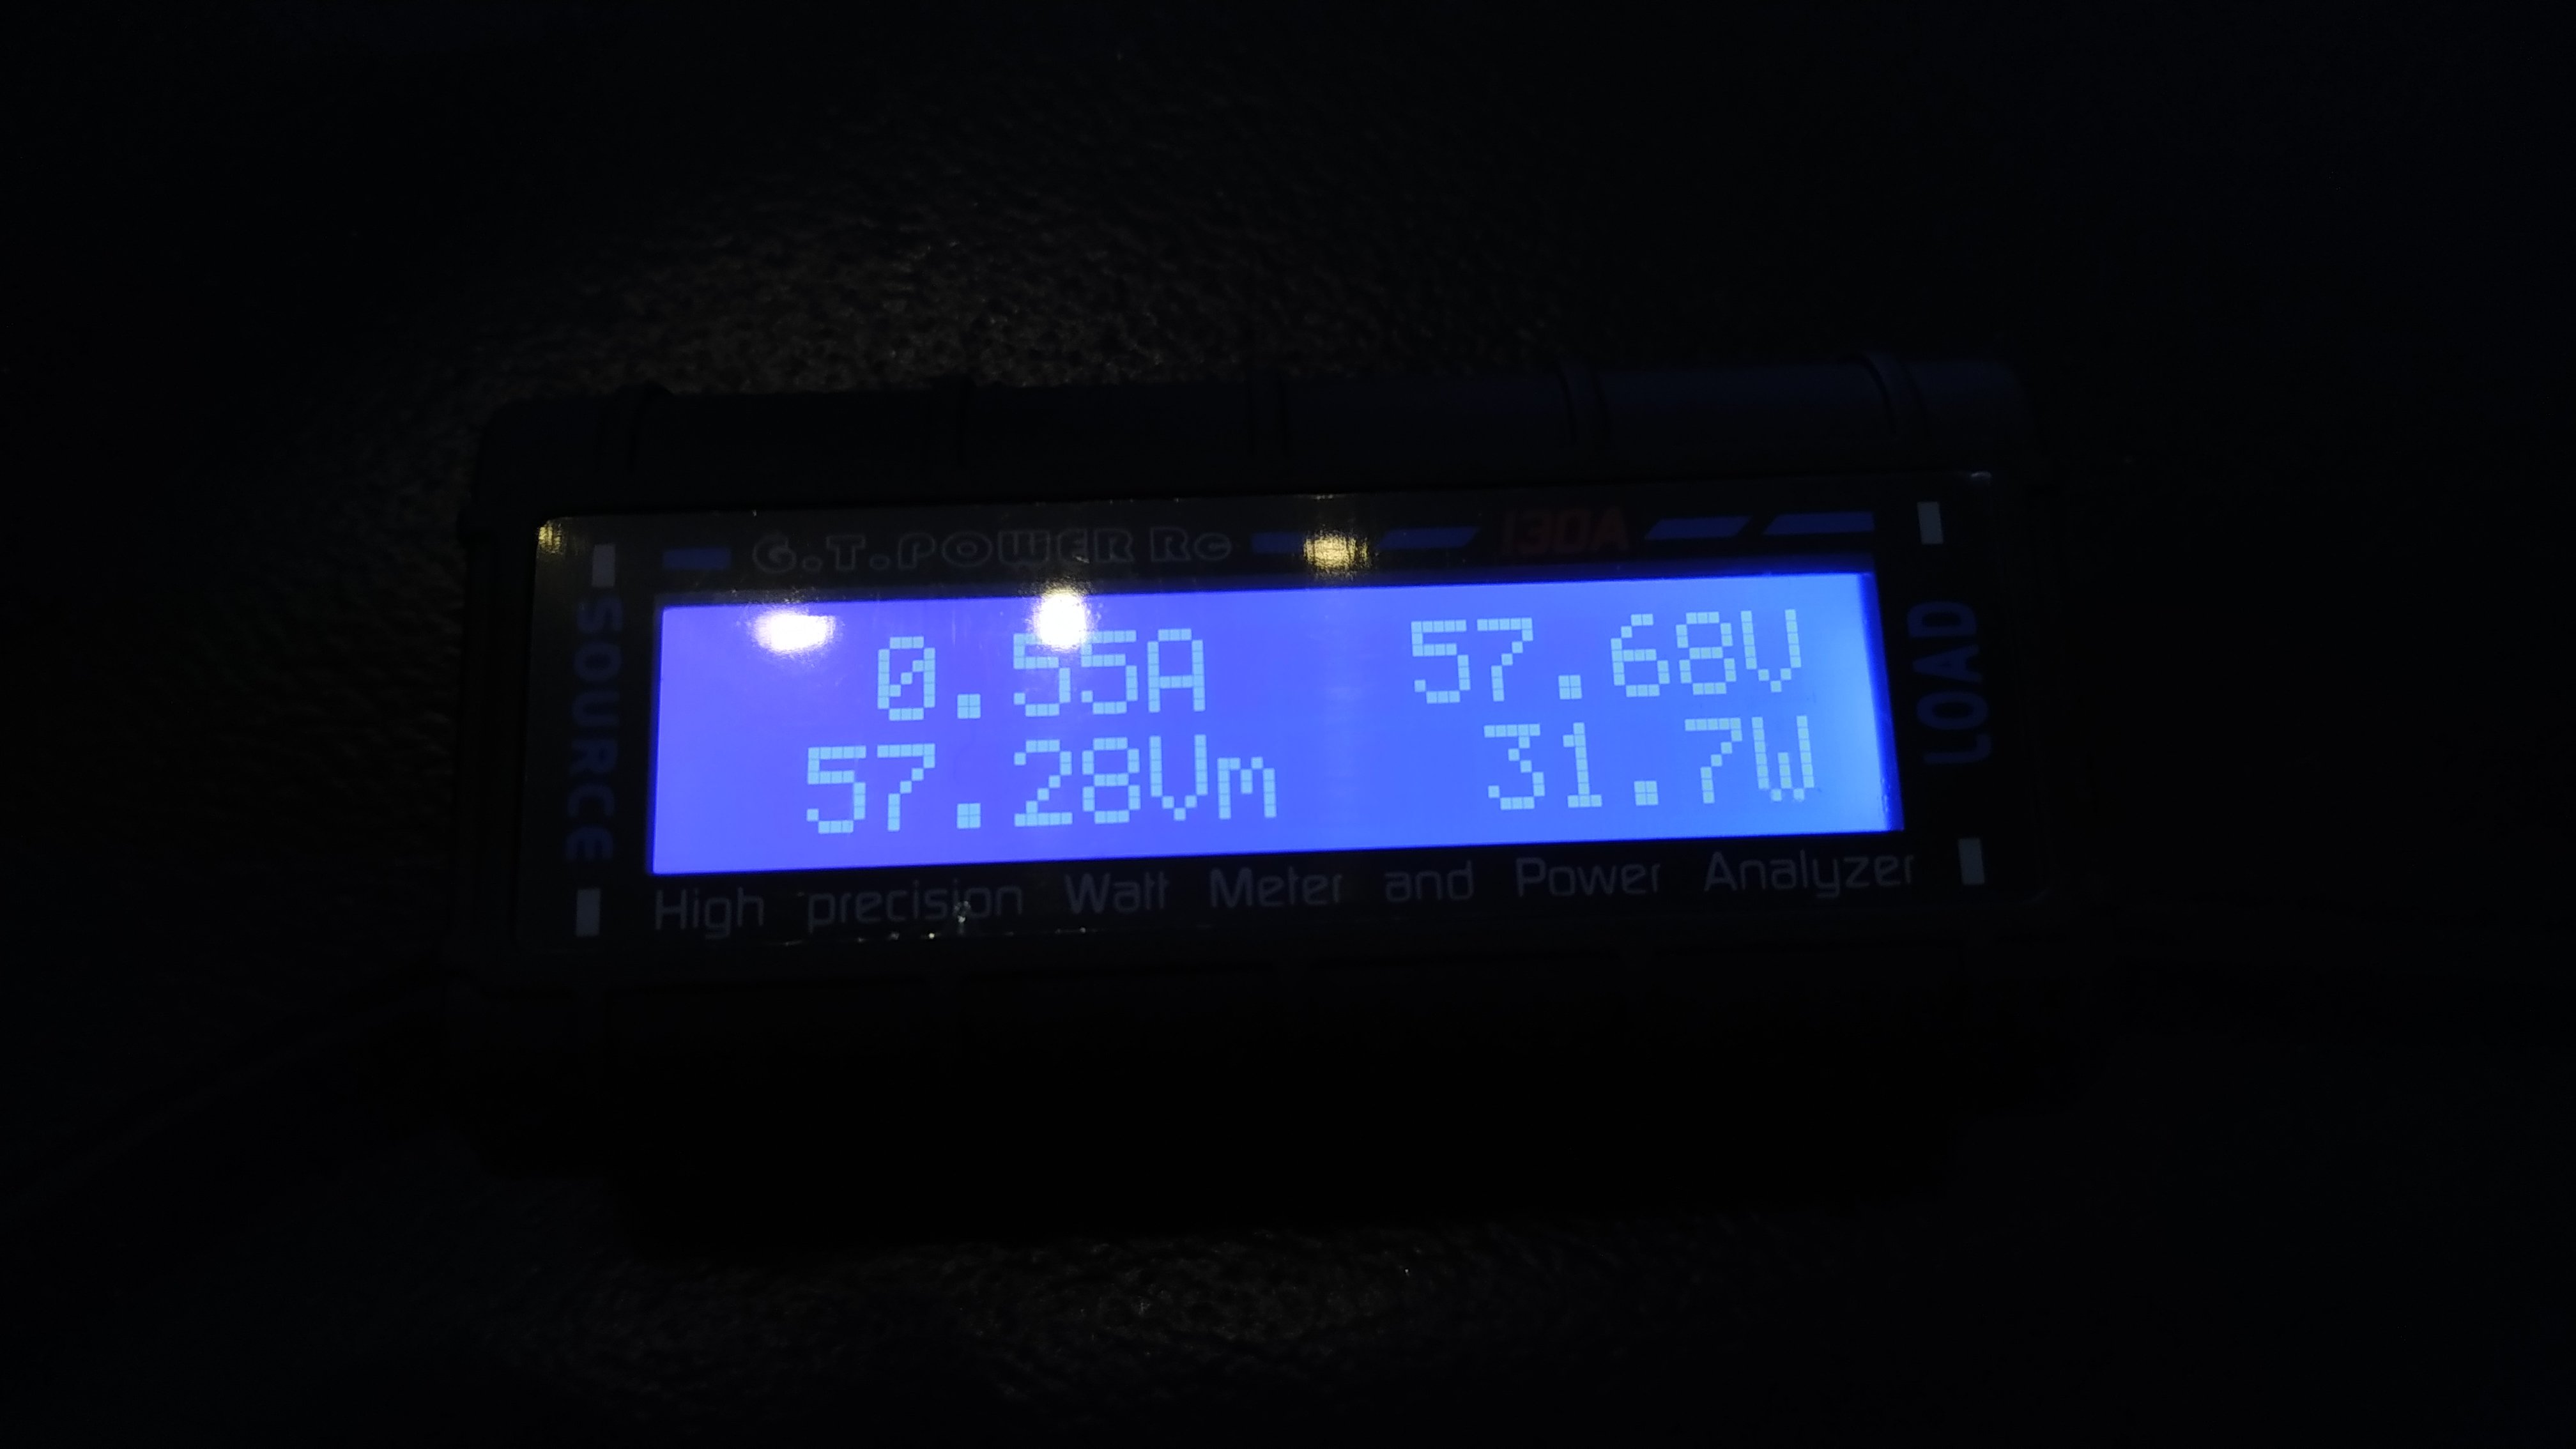 G.T.POWER RC 130A
SOURCE
0.55A 57.68V
57.28Vm 31.7W
LOAD
High precision Watt Meter and Power Analyzer